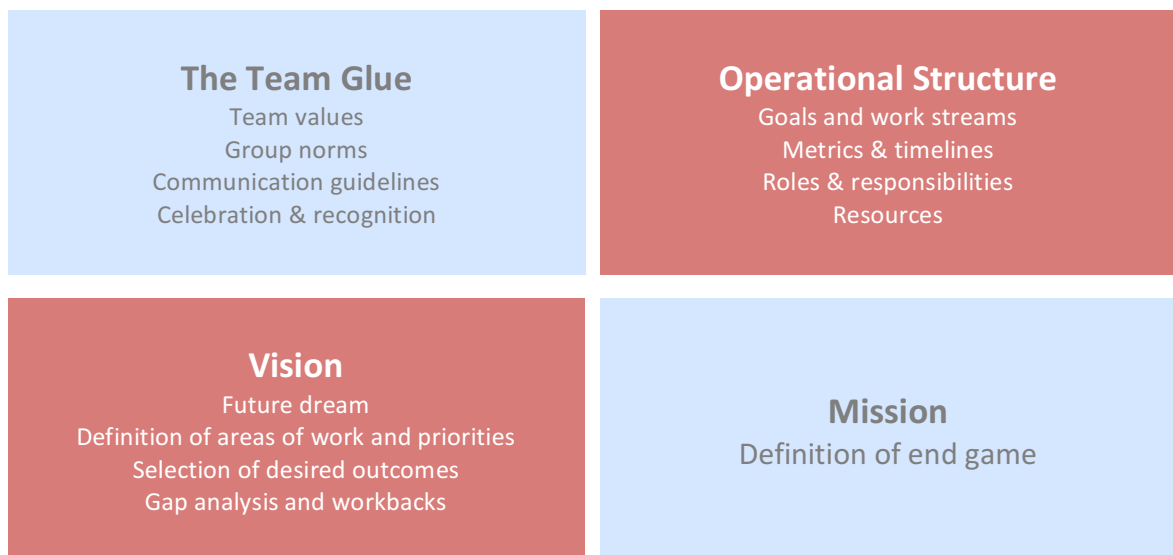 The Team Glue
Team values
Group norms
Communication guidelines
Celebration & recognition
Operational Structure
Goals and work streams
Metrics & timelines
Roles & responsibilities
Resources
Vision
Future dream
Definition of areas of work and priorities
Selection of desired outcomes
Gap analysis and workbacks
Mission
Definition of end game